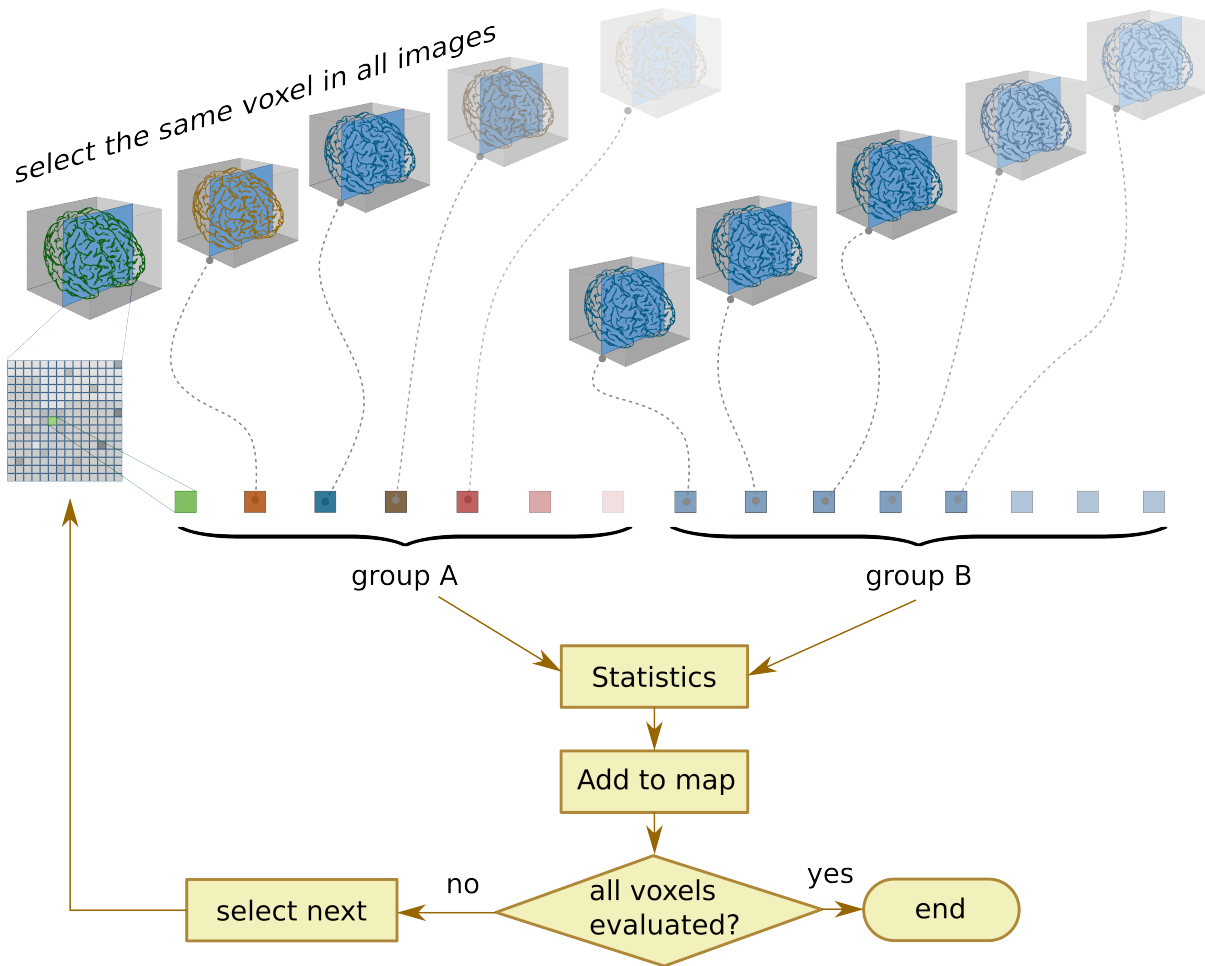 select the same voxel in all images
group A
group B
Statistics
Add to map
all voxels
evaluated?
no
yes
select next
end